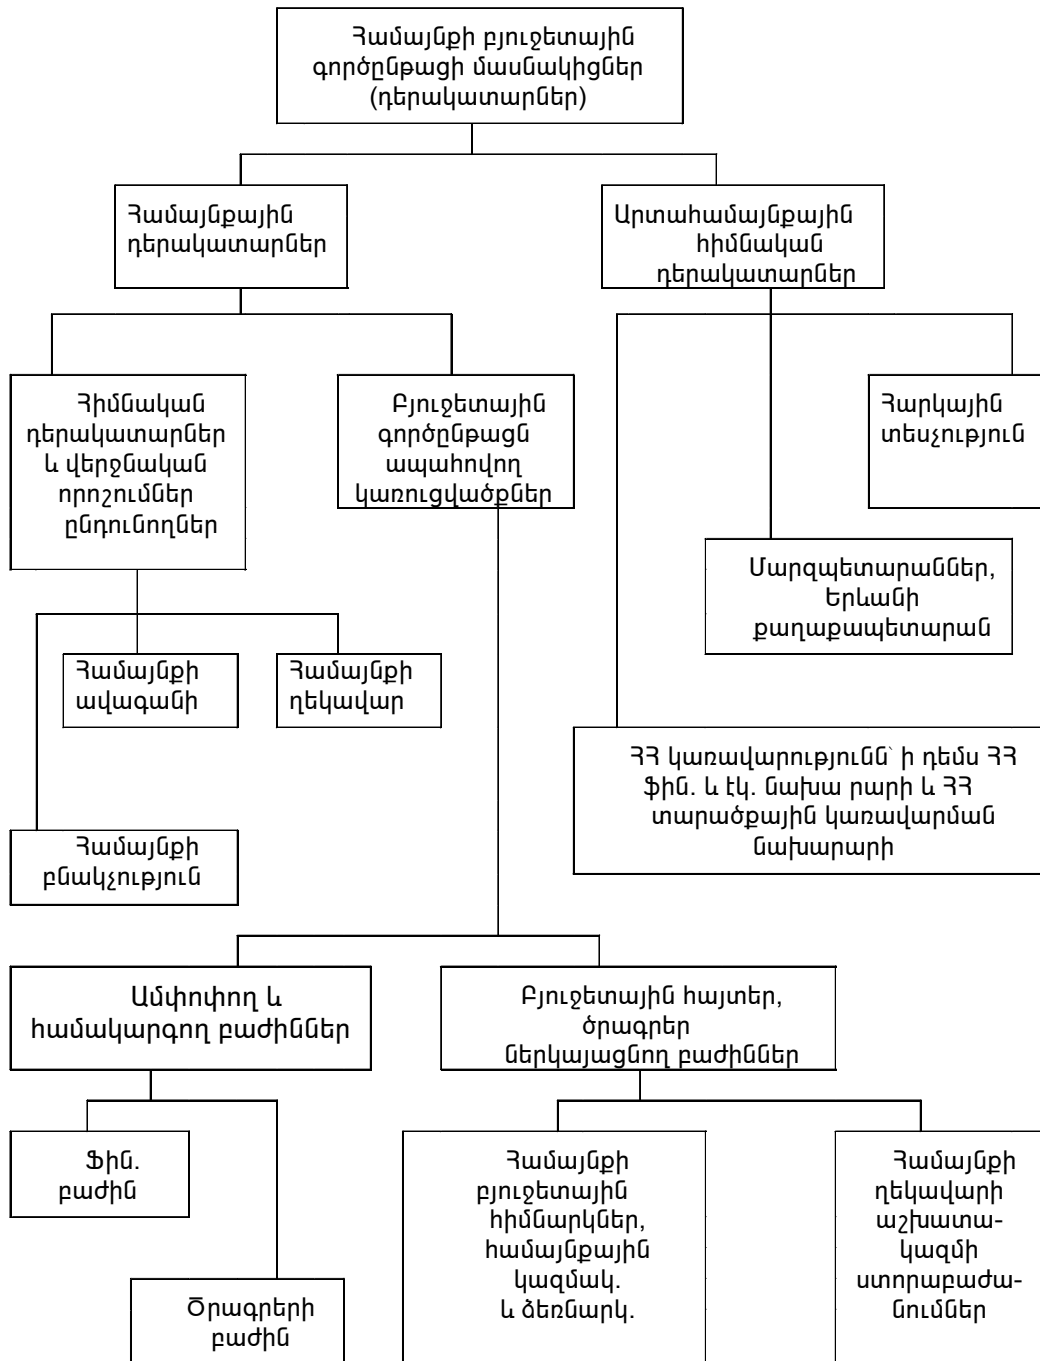 Համայնքի բյուջետային
գործընթացի մասնակիցներ
(դերակատարներ)
Համայնքային
դերակատարներ
Արտահամայնքային
հիմնական
դերակատարներ
Հիմնական
դերակատարներ
և վերջնական
որոշումներ
ընդունողներ
Բյուջետային
գործընթացն
ապահովող
կառուցվածքներ
Հարկային
տեսչություն
Մարզպետարաններ,
Երևանի
քաղաքապետարան
Համայնքի
ավագանի
Համայնքի
ղեկավար
ՀՀ կառավարությունն՝ ի դեմս ՀՀ
ֆին. և էկ. նախա րարի և ՀՀ
տարածքային կառավարման
նախարարի
Համայնքի
բնակչություն
Ամփոփող և
համակարգող բաժիններ
Բյուջետային հայտեր,
ծրագրեր
ներկայացնող բաժիններ
Ֆին.
բաժին
Ծրագրերի
բաժին
Համայնքի
բյուջետային
հիմնարկներ,
համայնքային
կազմակ.
և ձեռնարկ.
Համայնքի
ղեկավարի
աշխատա-
կազմի
ստորաբաժա-
նումներ